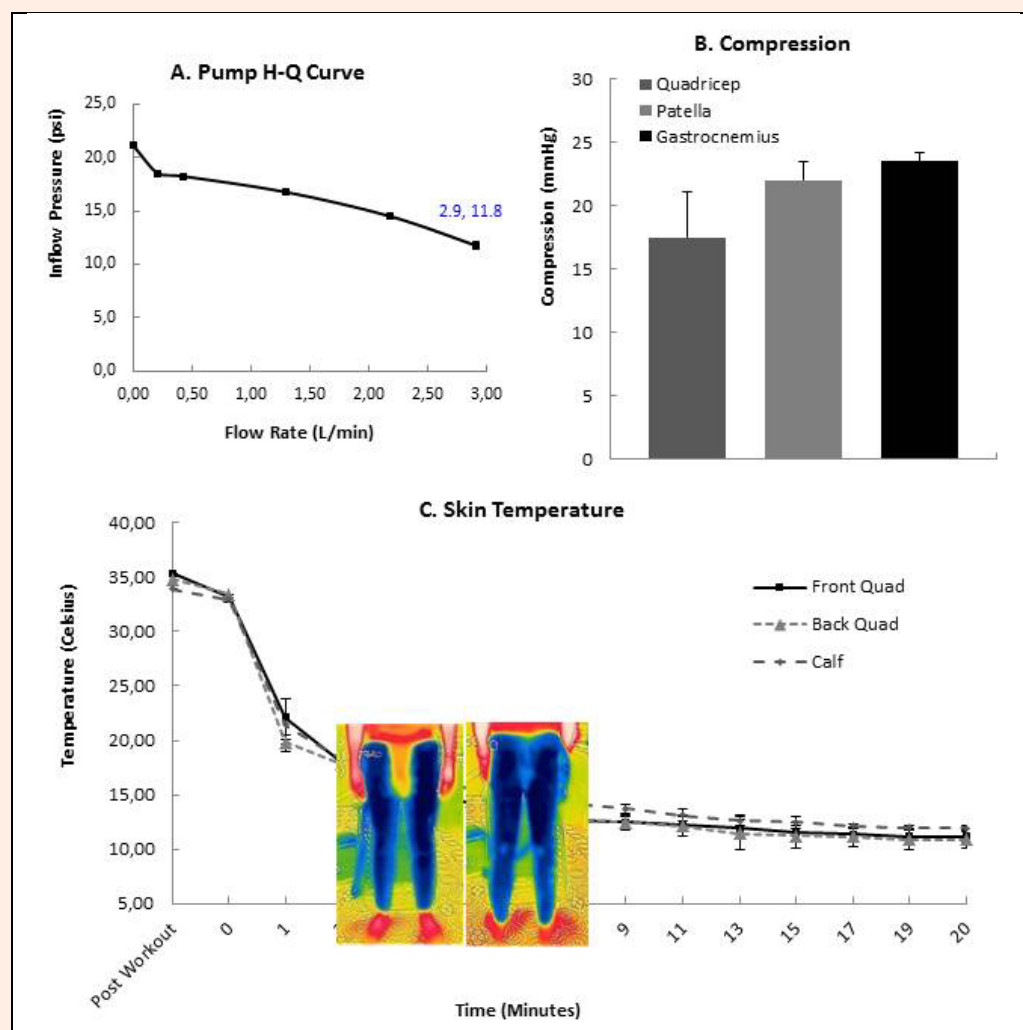 A. Pump H-Q Curve
Inflow Pressure (psi)
25,0
20,0
15,0
10,0
5,0
0,0
2.9, 11.8
0,00 0,50 1,00 1,50 2,00 2,50 3,00
Flow Rate (L/min)
B. Compression
Compression (mmHg)
30
25
20
15
10
5
0
Quadricep
Patella
Gastrocnemius
C. Skin Temperature
Temperature (Celsius)
40,00
35,00
30,00
25,00
20,00
15,00
10,00
5,00
Front Quad
Back Quad
Calf
Post Workout 0 1 9 11 13 15 17 19 20
Time (Minutes)